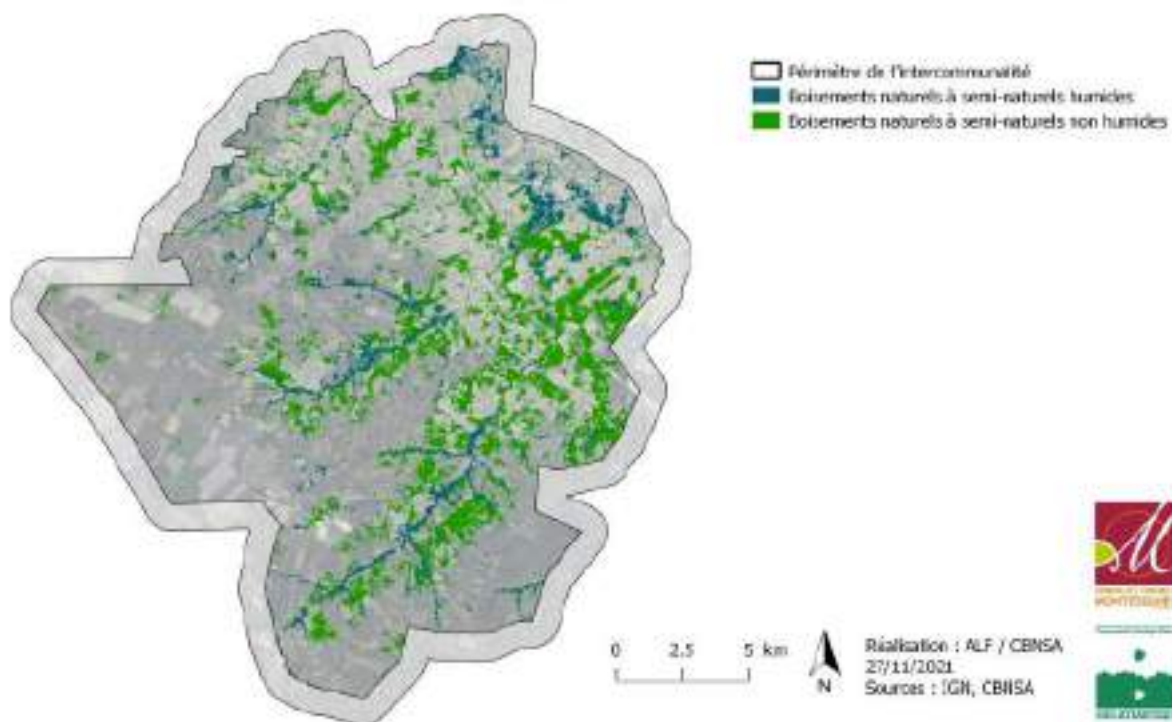 Périmètre de l'intercommunalité
Boisements naturels à semi-naturels humides
Boisements naturels à semi-naturels non humides
0 2.5 5 km
N
Réalisation : ALF / CBNSA
27/11/2021
Sources : IGN, CBNSA
M
MONTESQUIEU